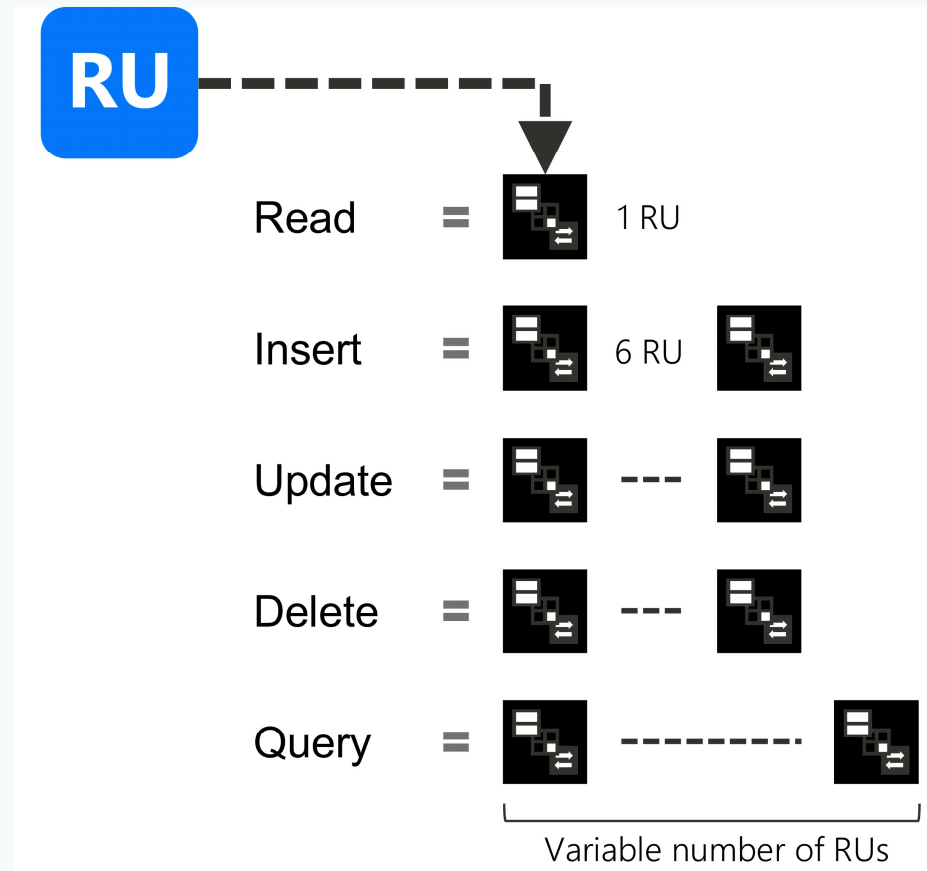 RU
Read = 1 RU
Insert = 6 RU
Update =
Delete =
Query =
Variable number of RUs